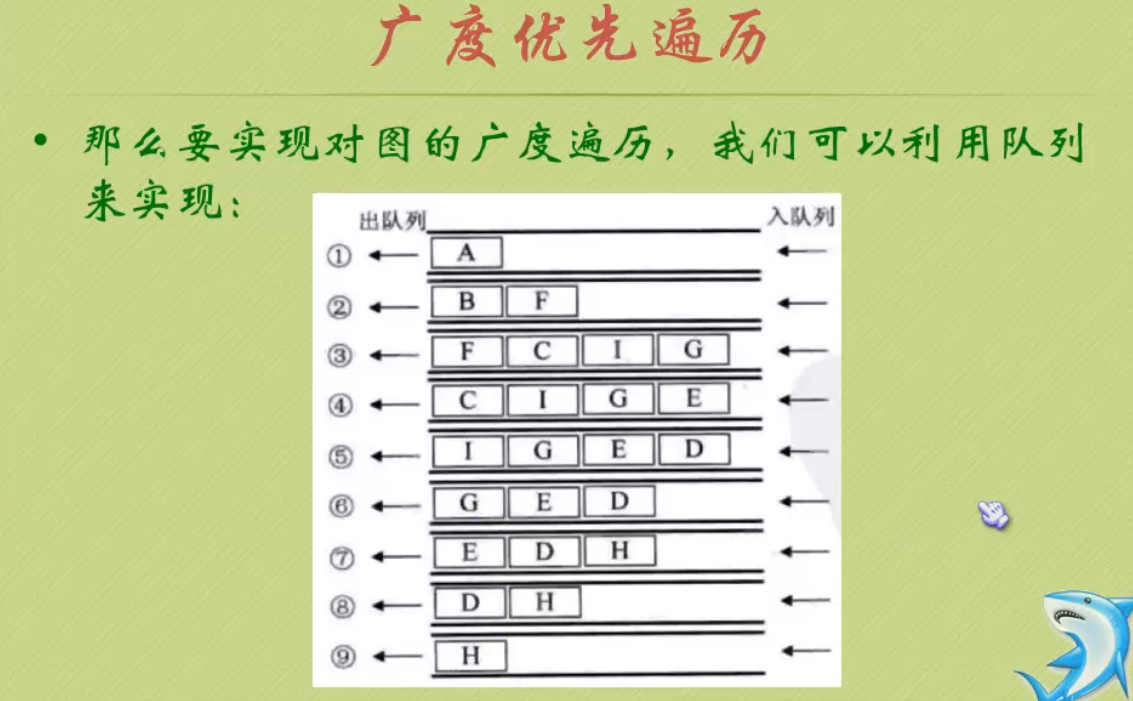 广度优先遍历
• 那么要实现对图的广度遍历，我们可以利用队列
来实现：
出队列 入队列
① A
② B F
③ F C I G
④ C I G E
⑤ I G E D
⑥ G E D
⑦ E D H
⑧ D H
⑨ H